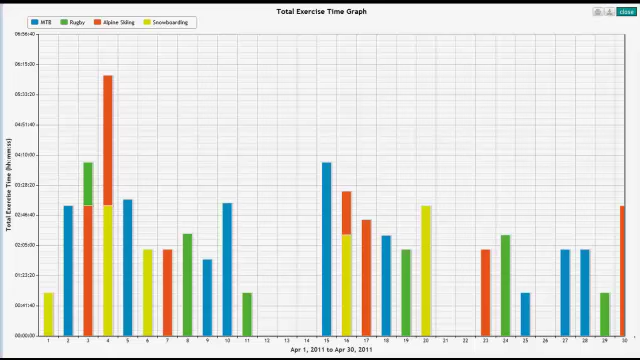 Total Exercise Time Graph
close
MTB Rugby Alpine Skiing Snowboarding
06:56:40
06:15:00
05:33:20
04:51:40
04:10:00
03:28:20
02:46:40
02:05:00
01:23:20
00:41:40
00:00:00
Total Exercise Time [hh:mm:ss]
1 2 3 4 5 6 7 8 9 10 11 12 13 14 15 16 17 18 19 20 21 22 23 24 25 26 27 28 29 30
Apr 1, 2011 to Apr 30, 2011